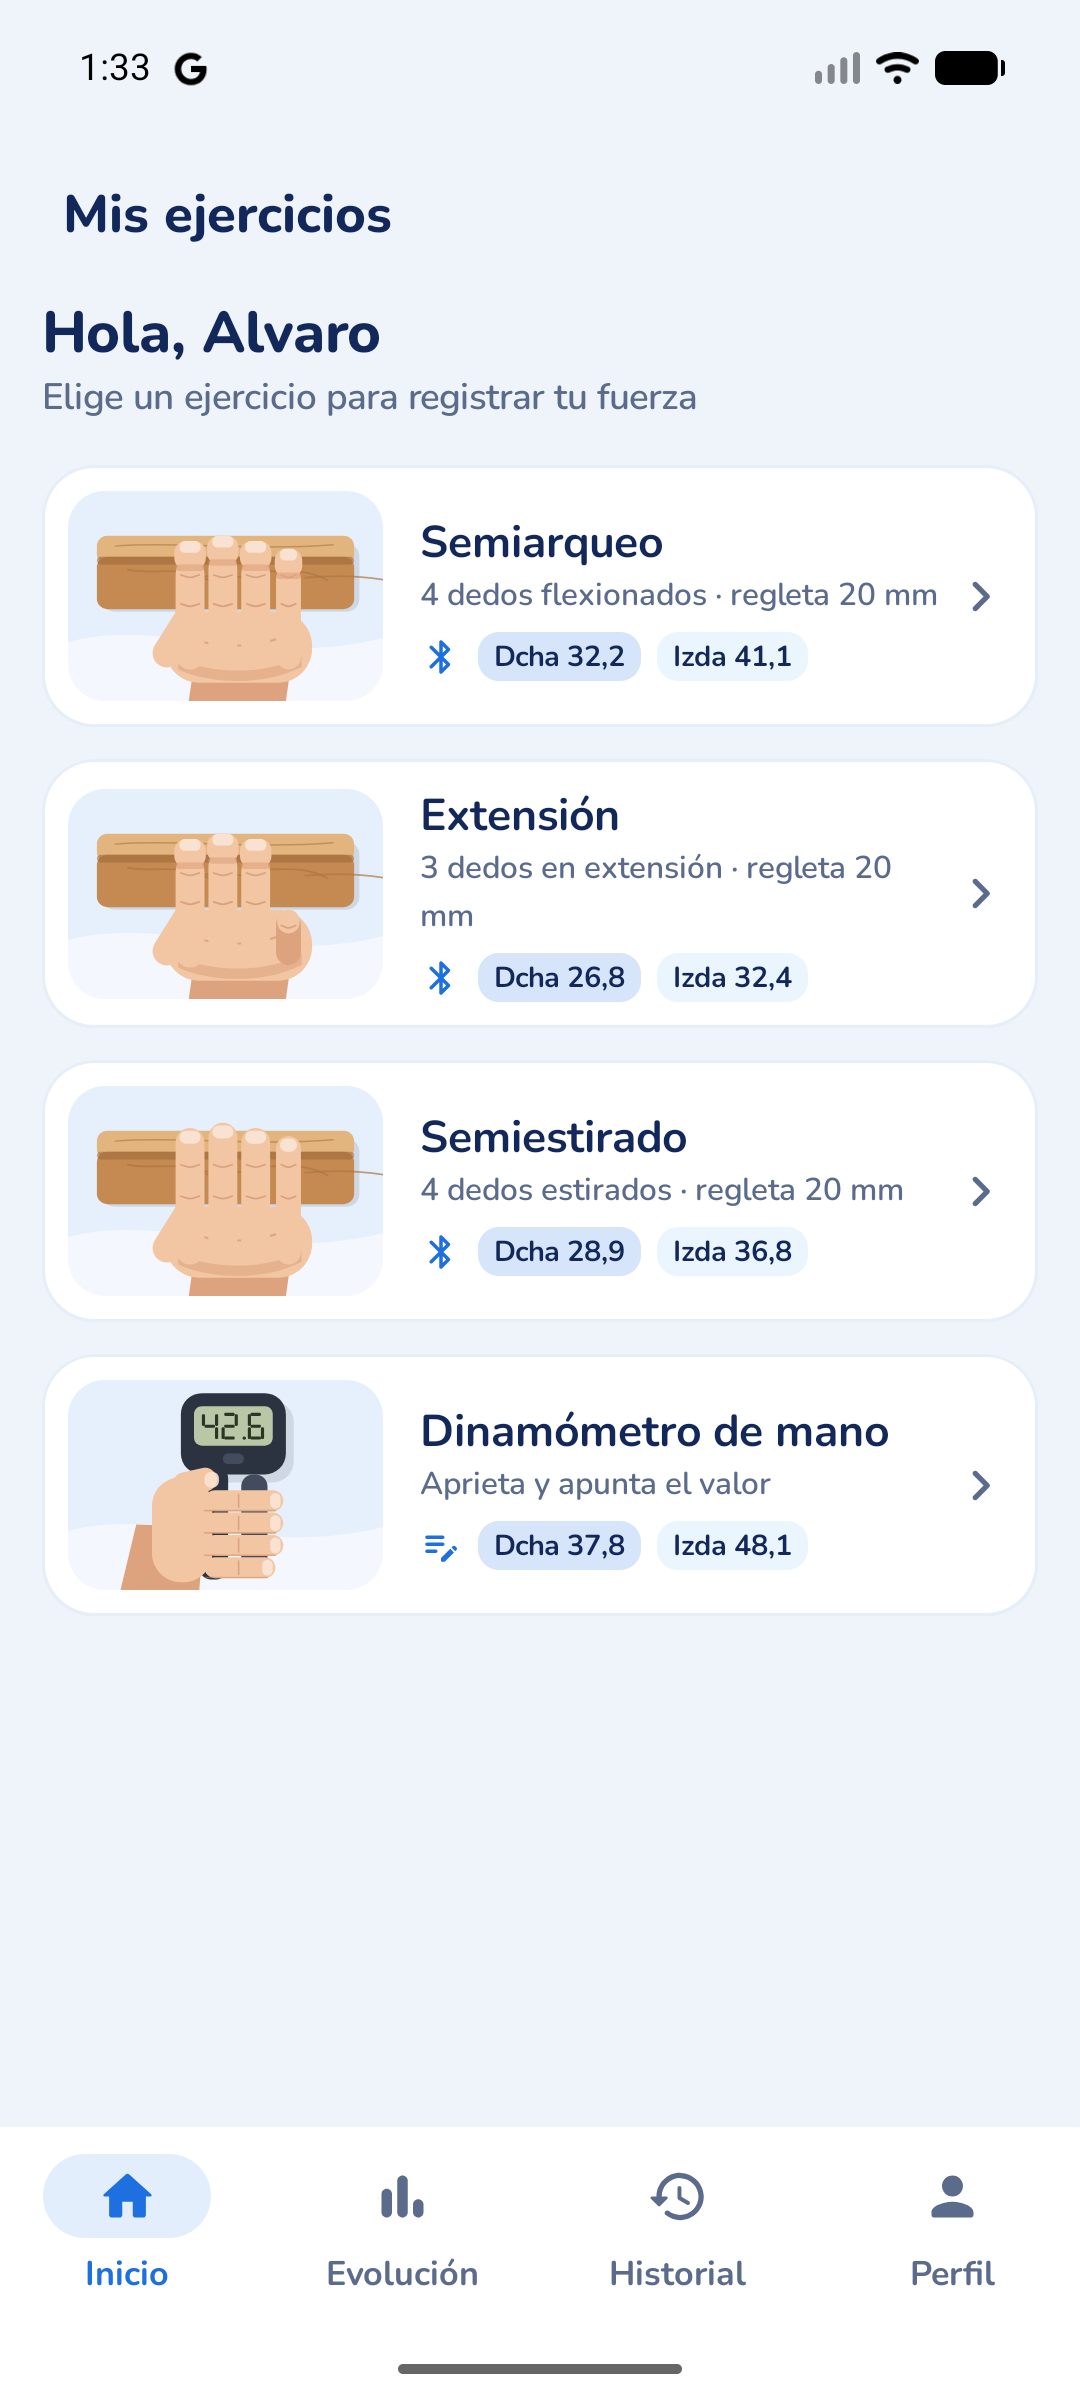 1:33 G
Mis ejercicios
Hola, Alvaro
Elige un ejercicio para registrar tu fuerza
Semiarqueo
4 dedos flexionados · regleta 20 mm
Dcha 32,2 Izda 41,1
Extensión
3 dedos en extensión · regleta 20
mm
Dcha 26,8 Izda 32,4
Semiestirado
4 dedos estirados · regleta 20 mm
Dcha 28,9 Izda 36,8
42.6
Dinamómetro de mano
Aprieta y apunta el valor
Dcha 37,8 Izda 48,1
Inicio Evolución Historial Perfil